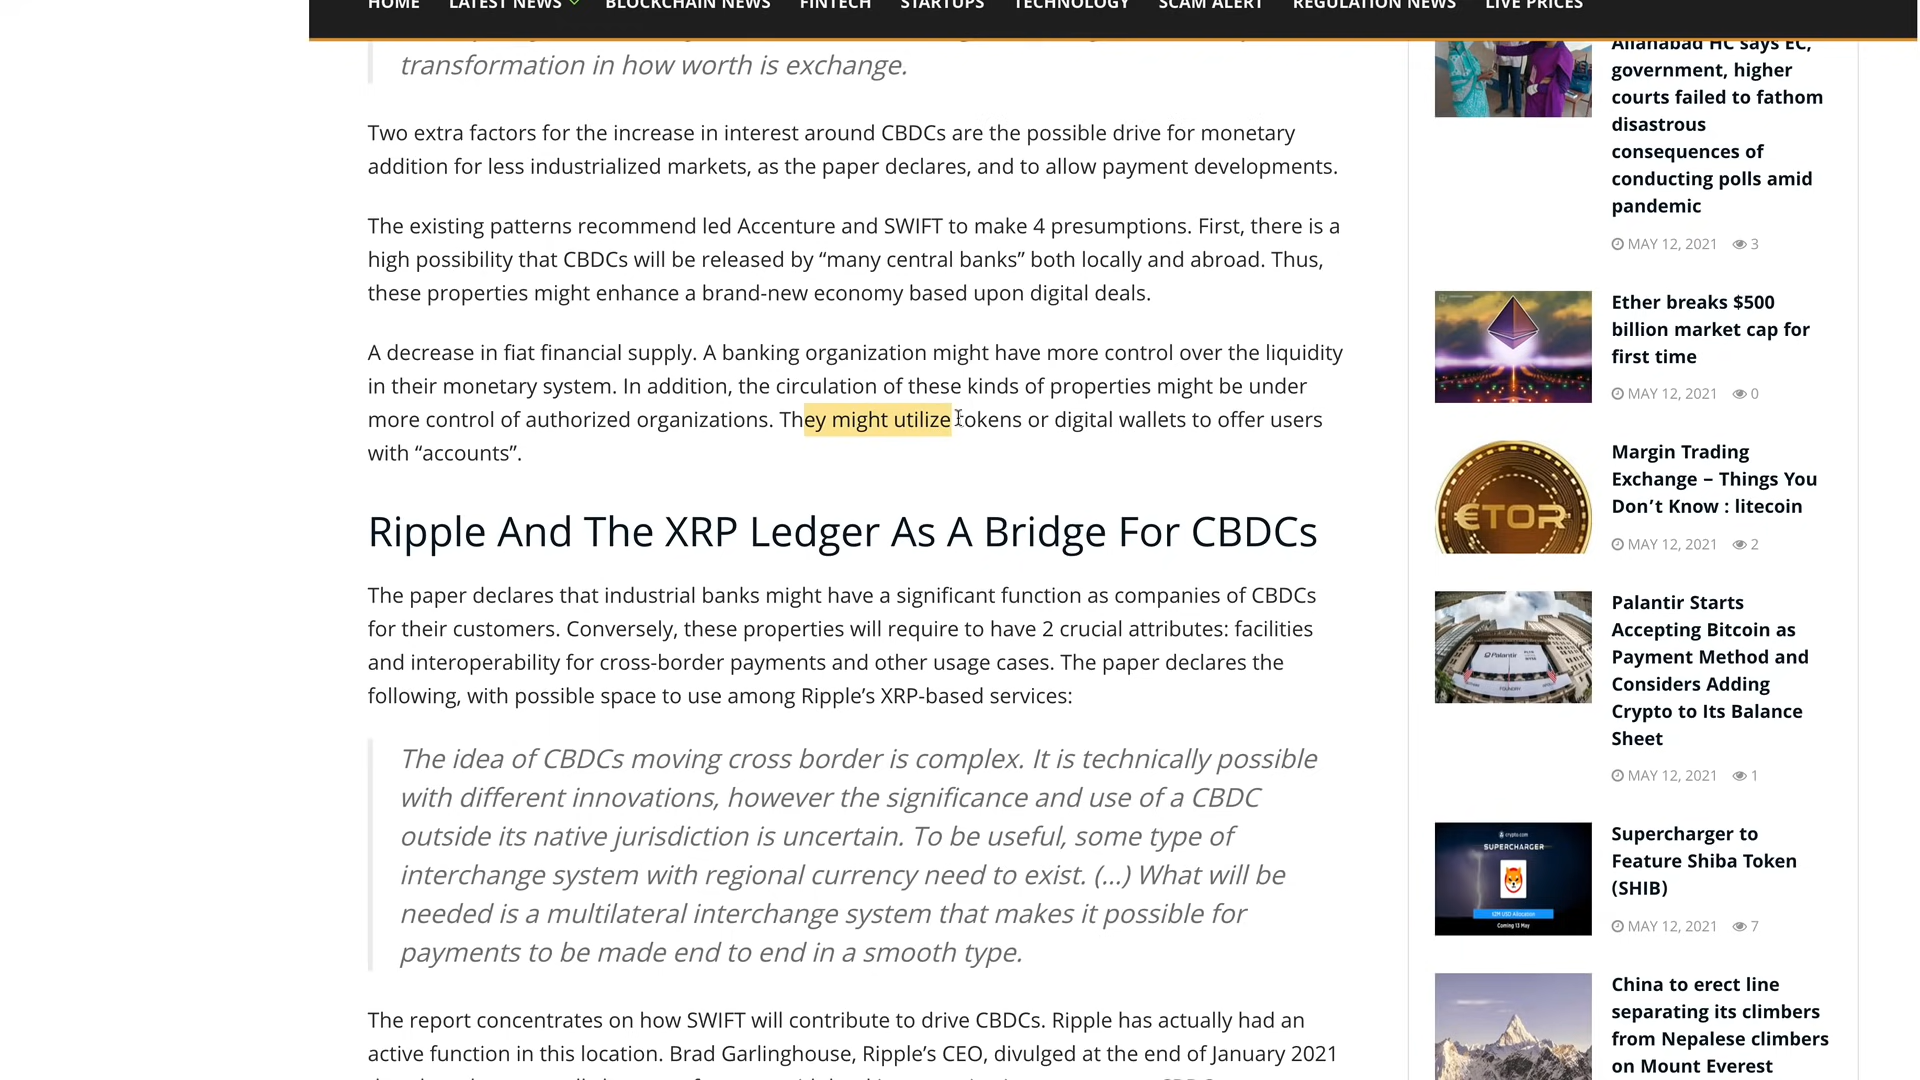 HOME LATEST NEWS BLOCKCHAIN NEWS FINTECH STARTUPS TECHNOLOGY SCAM ALERT REGULATION NEWS LIVE PRICES
transformation in how worth is exchange.
Two extra factors for the increase in interest around CBDCs are the possible drive for monetary
addition for less industrialized markets, as the paper declares, and to allow payment developments.
The existing patterns recommend led Accenture and SWIFT to make 4 presumptions. First, there is a
high possibility that CBDCs will be released by “many central banks” both locally and abroad. Thus,
these properties might enhance a brand-new economy based upon digital deals.
A decrease in fiat financial supply. A banking organization might have more control over the liquidity
in their monetary system. In addition, the circulation of these kinds of properties might be under
more control of authorized organizations. They might utilize tokens or digital wallets to offer users
with “accounts”.
Ripple And The XRP Ledger As A Bridge For CBDCs
The paper declares that industrial banks might have a significant function as companies of CBDCs
for their customers. Conversely, these properties will require to have 2 crucial attributes: facilities
and interoperability for cross-border payments and other usage cases. The paper declares the
following, with possible space to use among Ripple’s XRP-based services:
The idea of CBDCs moving cross border is complex. It is technically possible
with different innovations, however the significance and use of a CBDC
outside its native jurisdiction is uncertain. To be useful, some type of
interchange system with regional currency need to exist. (…) What will be
needed is a multilateral interchange system that makes it possible for
payments to be made end to end in a smooth type.
The report concentrates on how SWIFT will contribute to drive CBDCs. Ripple has actually had an
active function in this location. Brad Garlinghouse, Ripple’s CEO, divulged at the end of January 2021
Allahabad HC says EC,
government, higher
courts failed to fathom
disastrous
consequences of
conducting polls amid
pandemic
MAY 12, 2021 3
Ether breaks $500
billion market cap for
first time
MAY 12, 2021 0
€TOR
Margin Trading
Exchange – Things You
Don’t Know : litecoin
MAY 12, 2021 2
Palantir
Palantir Starts
Accepting Bitcoin as
Payment Method and
Considers Adding
Crypto to Its Balance
Sheet
MAY 12, 2021 1
crypto.com
SUPERCHARGER
Coming 13 May
Supercharger to
Feature Shiba Token
(SHIB)
MAY 12, 2021 7
China to erect line
separating its climbers
from Nepalese climbers
on Mount Everest